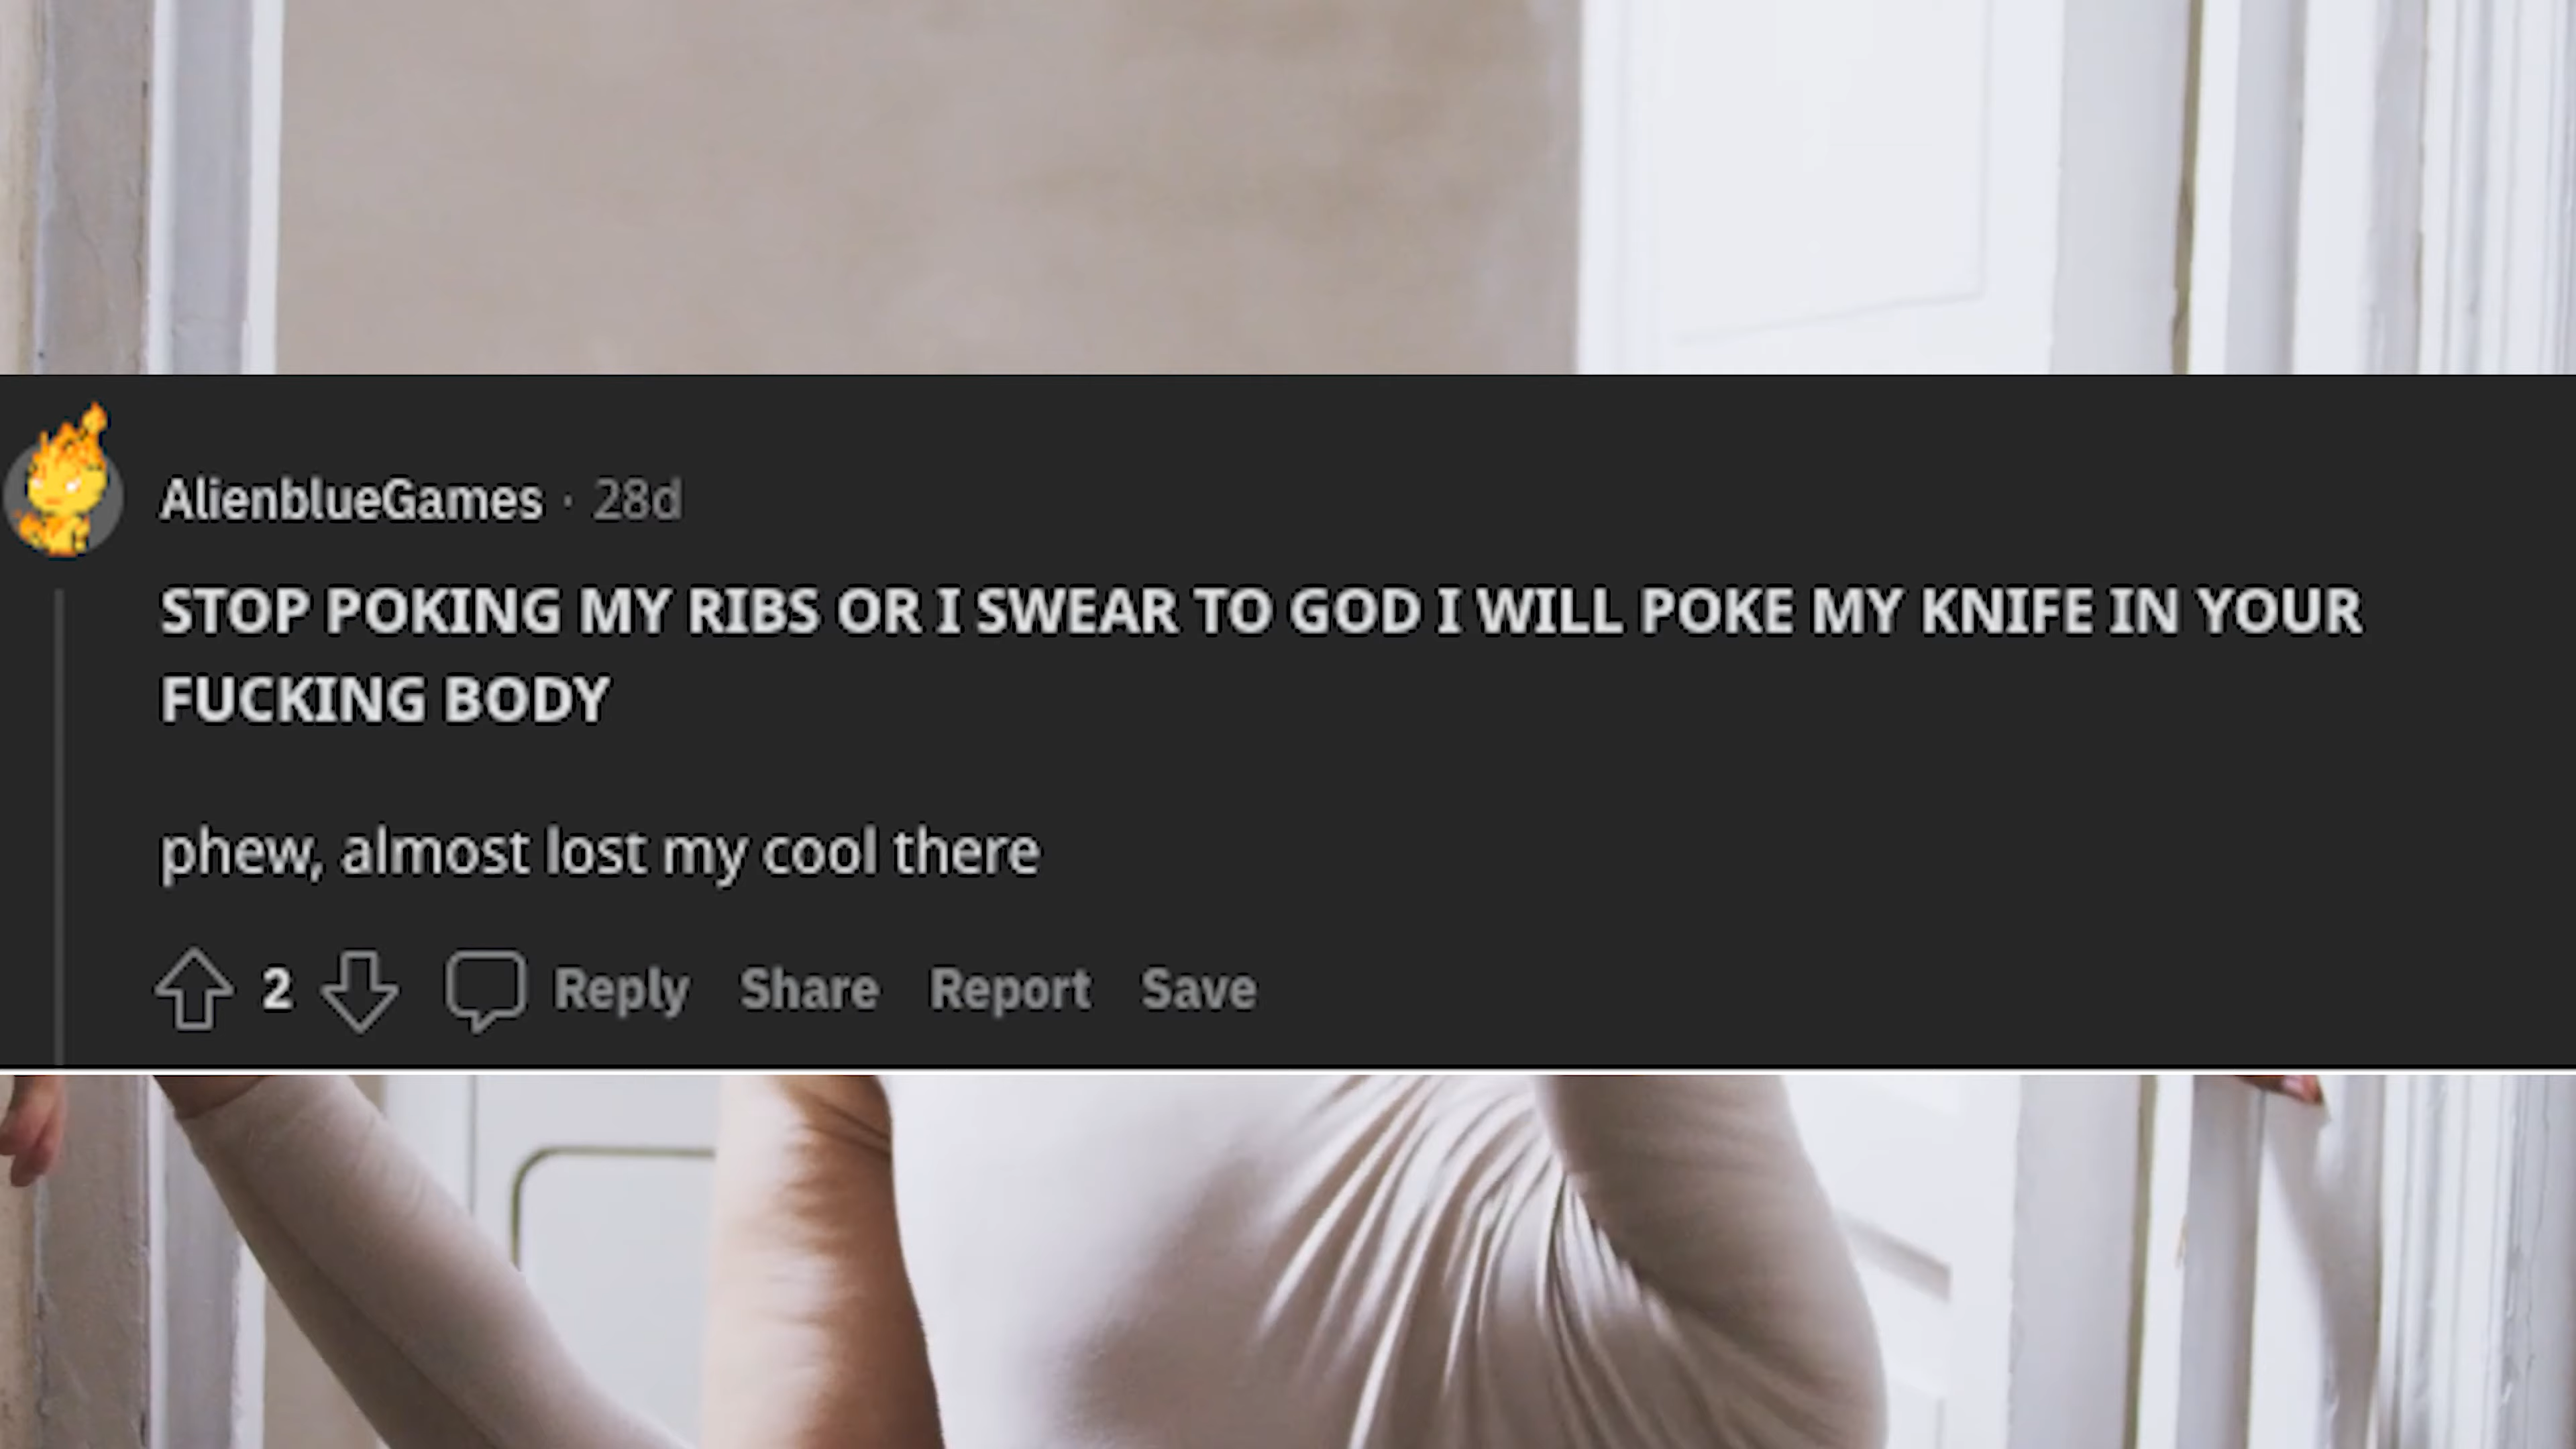 AlienblueGames · 28d
STOP POKING MY RIBS OR I SWEAR TO GOD I WILL POKE MY KNIFE IN YOUR
FUCKING BODY
phew, almost lost my cool there
2 Reply Share Report Save